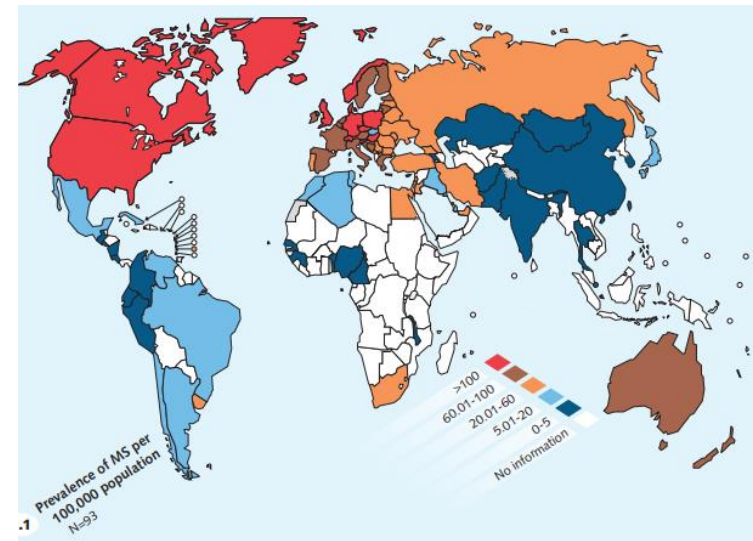 >100
60.01-100
20.01-60
5.01-20
0-5
No information
Prevalence of MS per
100,000 population
N=93
.1